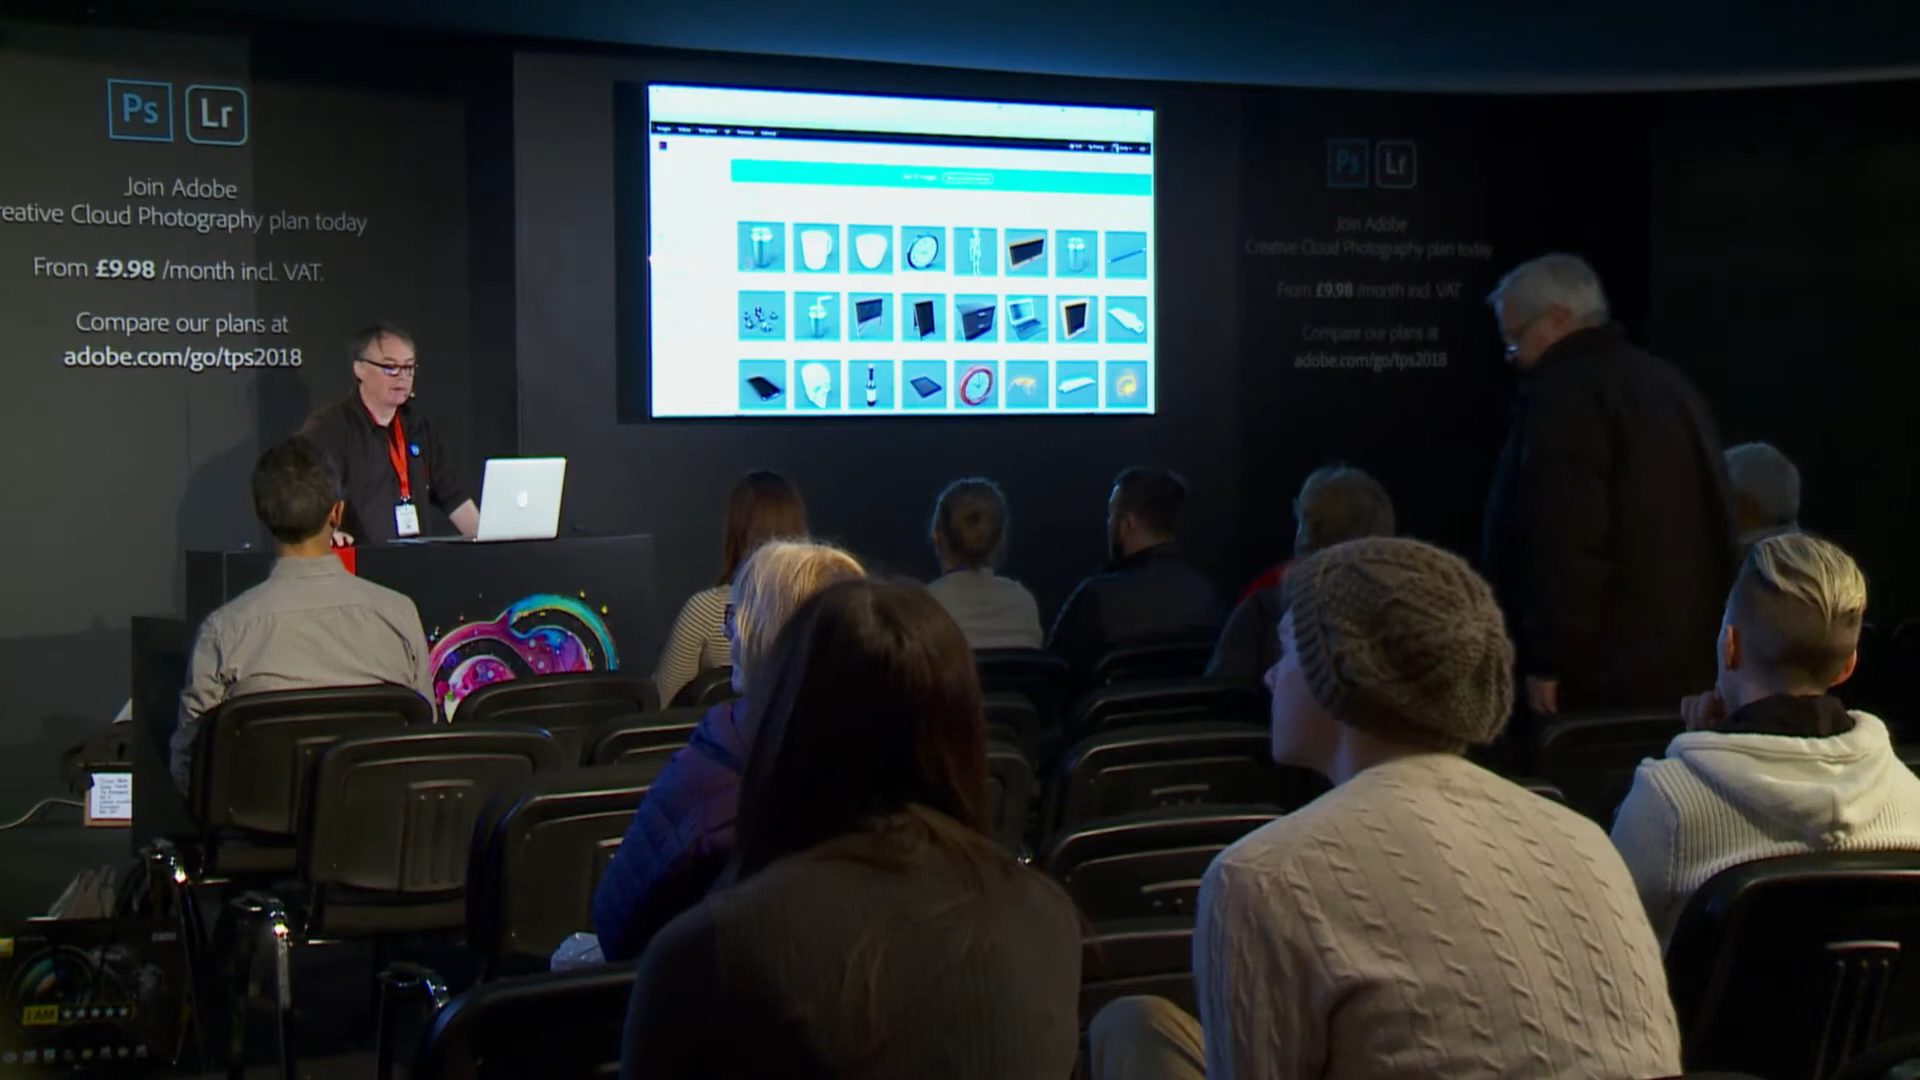 Ps Lr
Join Adobe
reative Cloud Photography plan today
From £9.98 /month incl. VAT.
Compare our plans at
adobe.com/go/tps2018
Ps Lr
Join Adobe
Creative Cloud Photography plan today
From £9.98 /month incl. VAT
Compare our plans at
adobe.com/go/tps2018
I AM